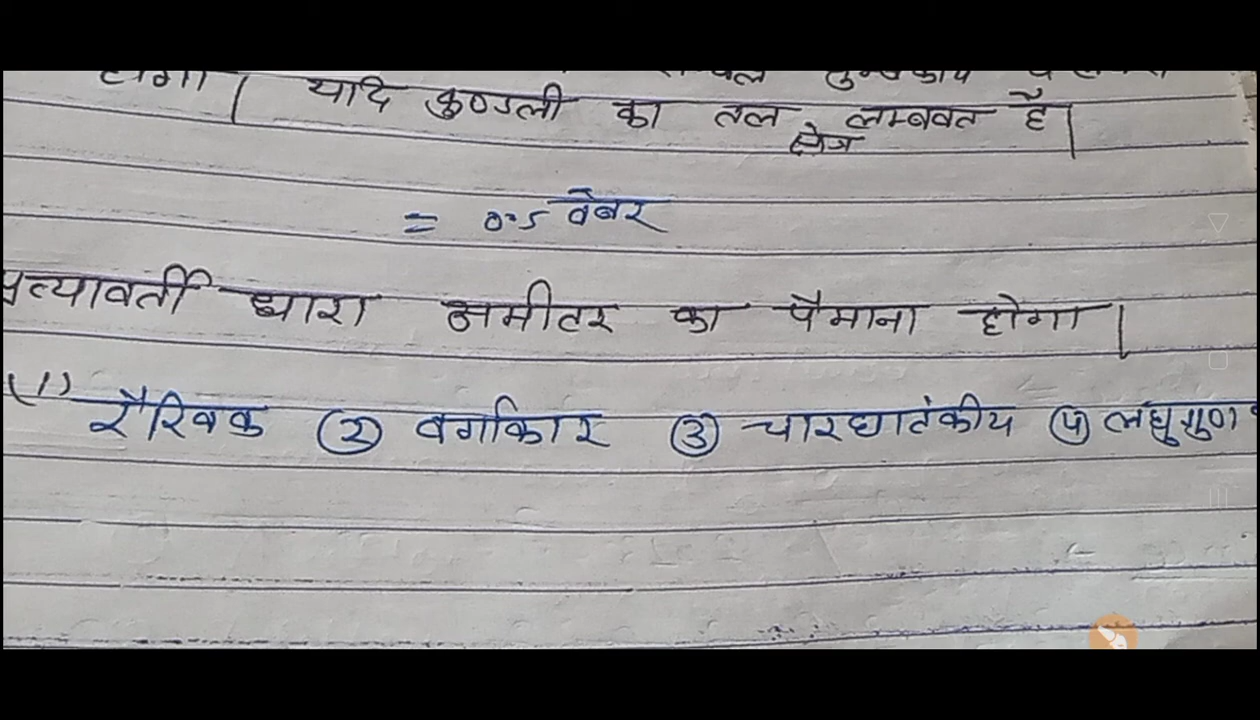 होगा। यदि कुण्डली का तल क्षेत्र लम्बवत है।
= 0.5 वेबर
प्रत्यावर्ती धारा अमीटर का पैमाना होगा।
(1) रैखिक (2) वर्गाकार (3) चारघातंकीय (4) लघुगुण